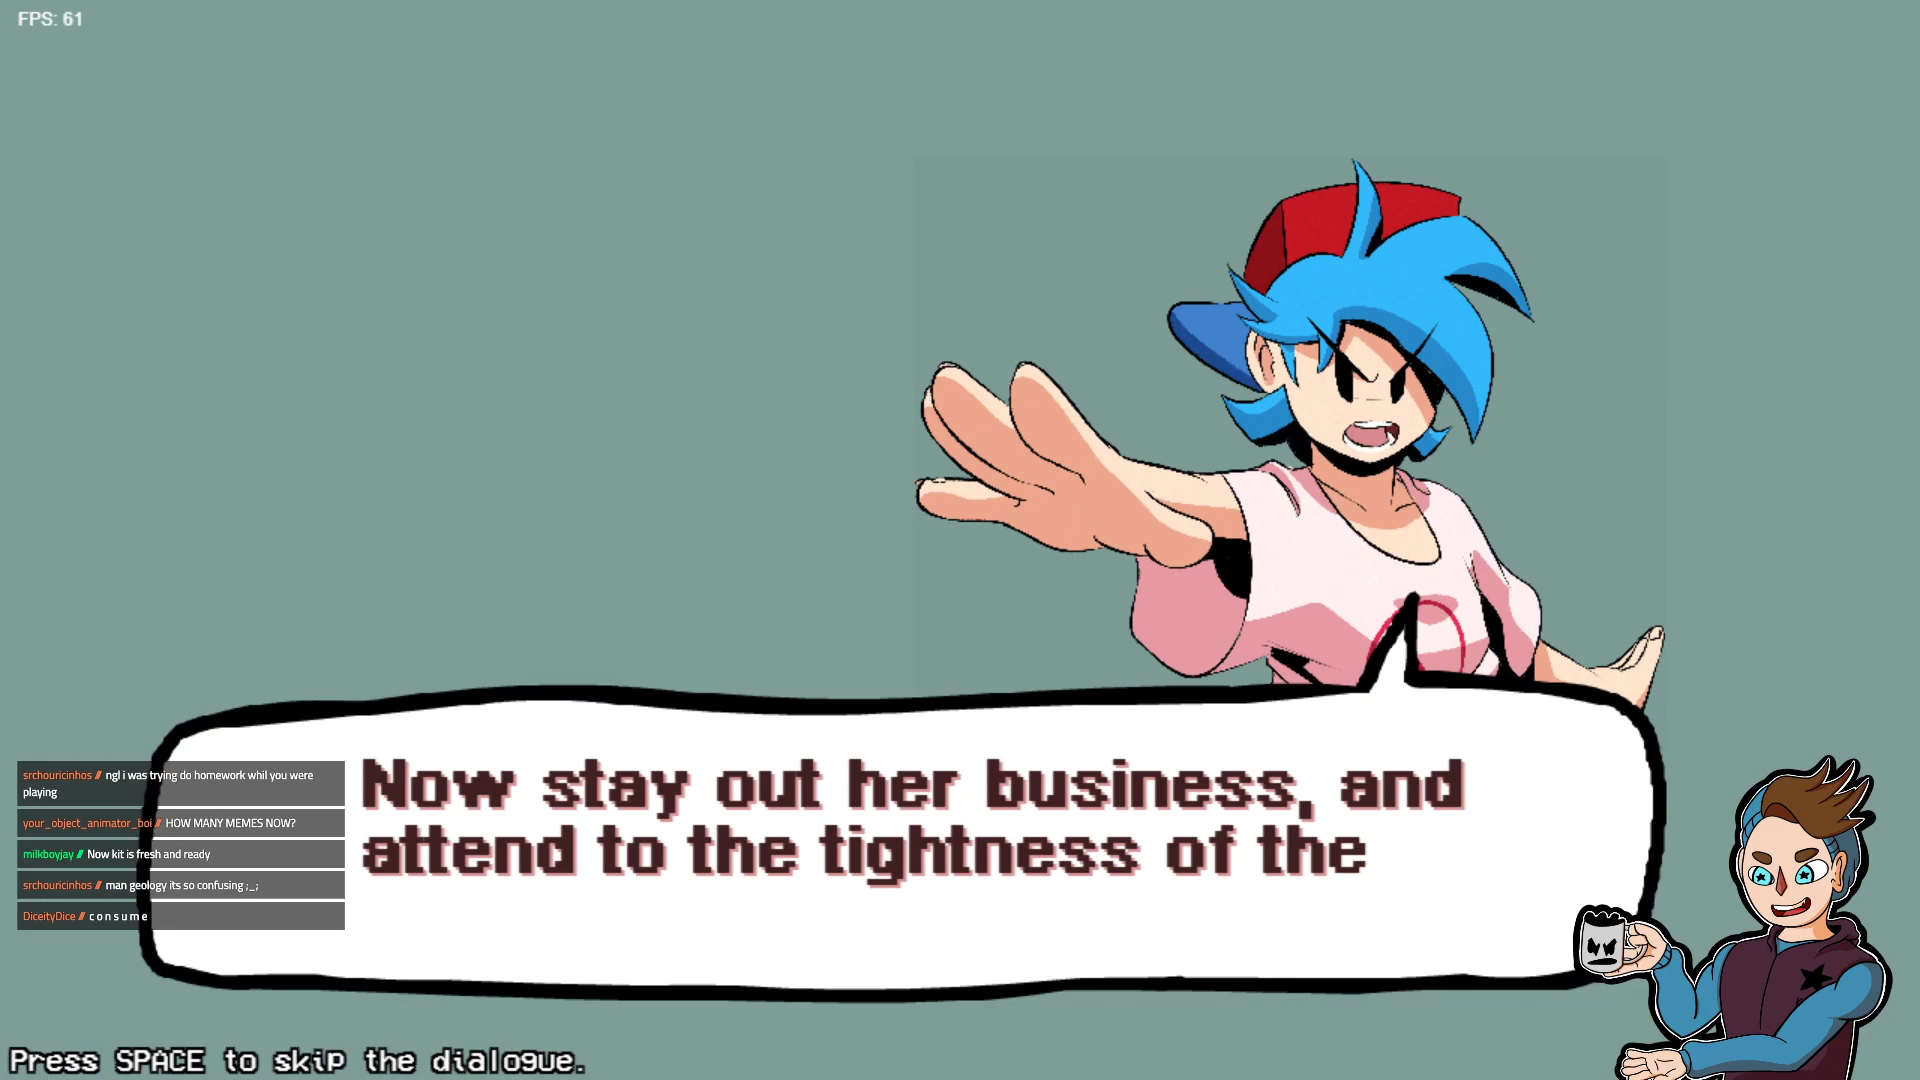 FPS: 61
Now stay out her business, and
attend to the tightness of the
srchouricinhos // ngl i was trying do homework whil you were
playing
your_object_animator_boi // HOW MANY MEMES NOW?
milkboyjay // Now kit is fresh and ready
srchouricinhos // man geology its so confusing ;_;
DiceityDice // c o n s u m e
Press SPACE to skip the dialogue.